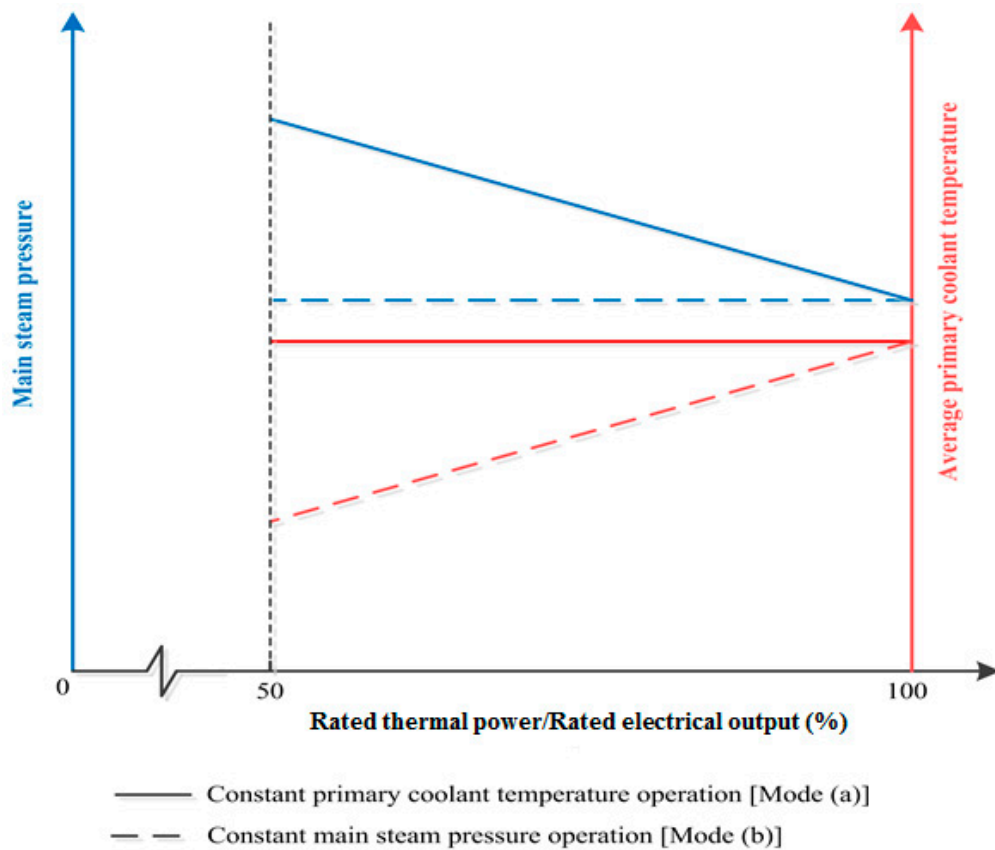 Main steam pressure
Average primary coolant temperature
0
50
100
Rated thermal power/Rated electrical output (%)
Constant primary coolant temperature operation [Mode (a)]
Constant main steam pressure operation [Mode (b)]